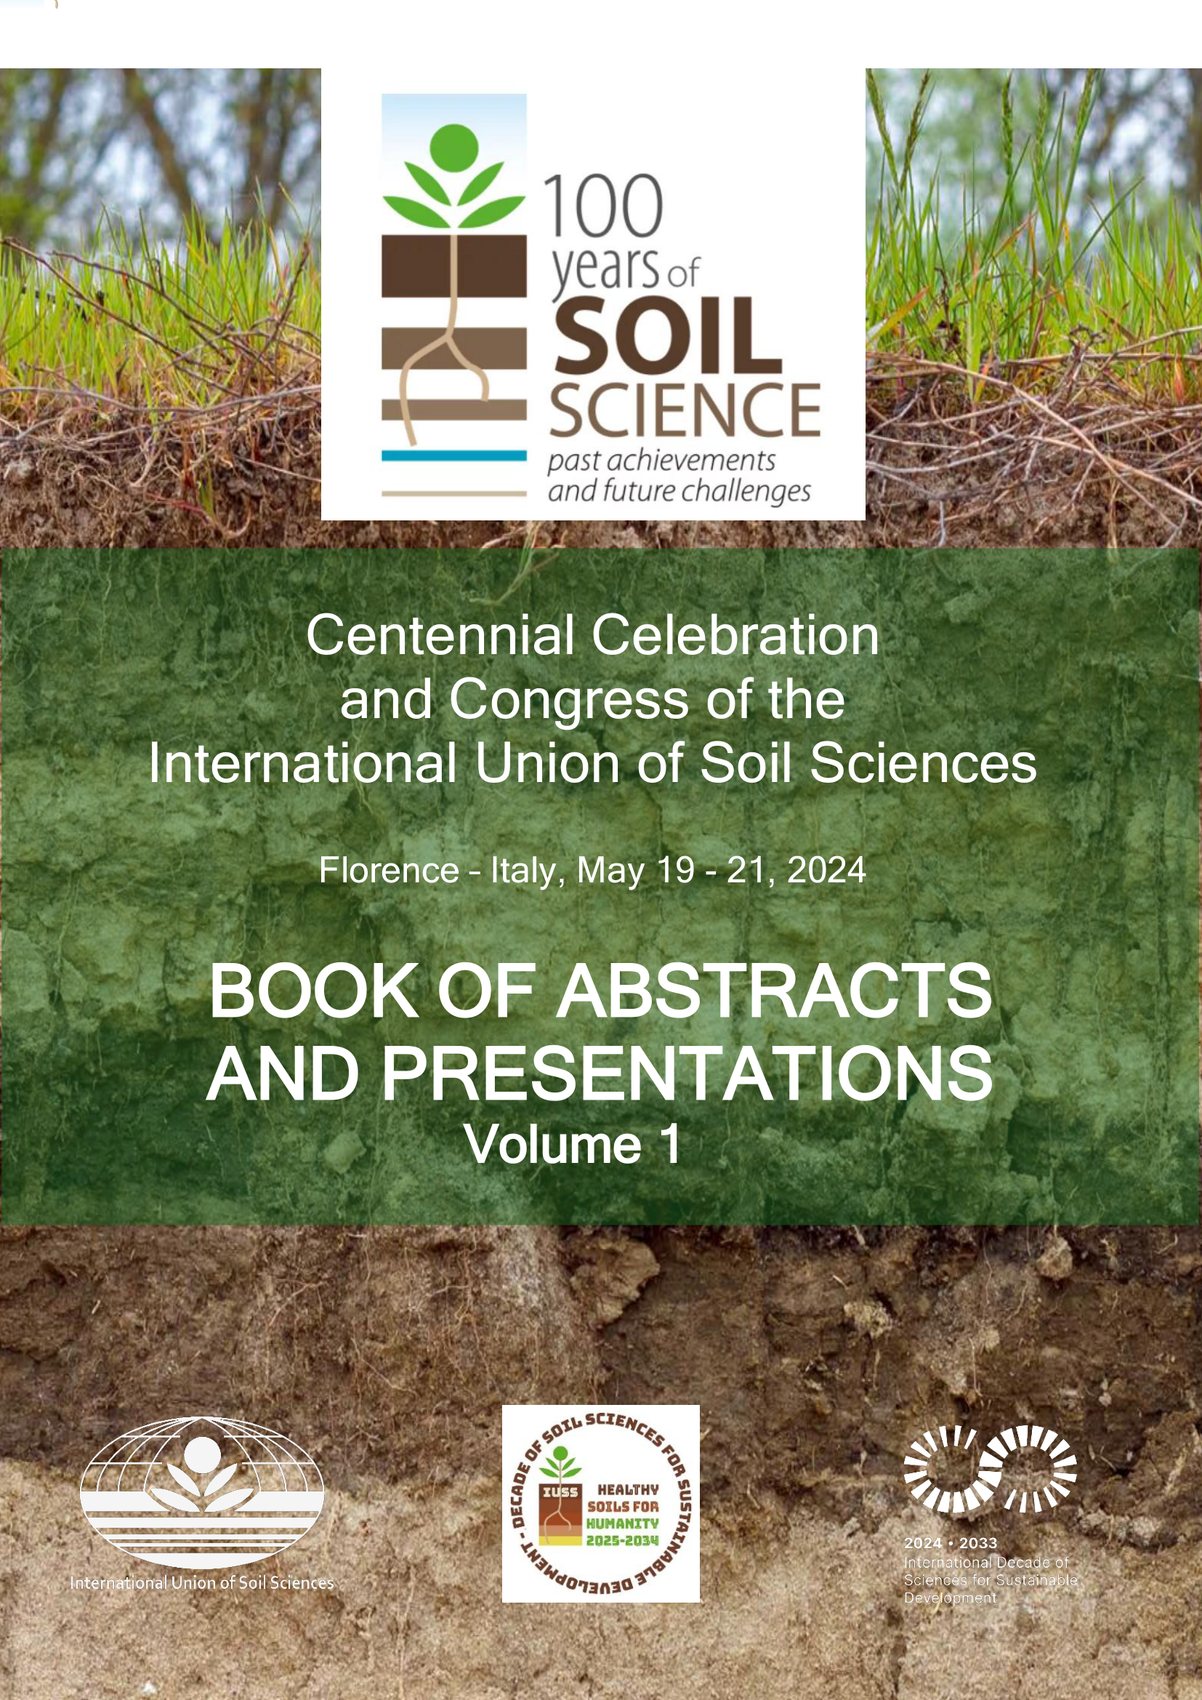 100
years of
SOIL
SCIENCE
past achievements
and future challenges
Centennial Celebration
and Congress of the
International Union of Soil Sciences
Florence - Italy, May 19 - 21, 2024
BOOK OF ABSTRACTS
AND PRESENTATIONS
Volume 1
International Union of Soil Sciences
DECADE OF SOIL SCIENCES FOR SUSTAINABLE DEVELOPMENT -
IUSS
HEALTHY
SOILS FOR
HUMANITY
2025-2034
2024 • 2033
International Decade of
Sciences for Sustainable
Development